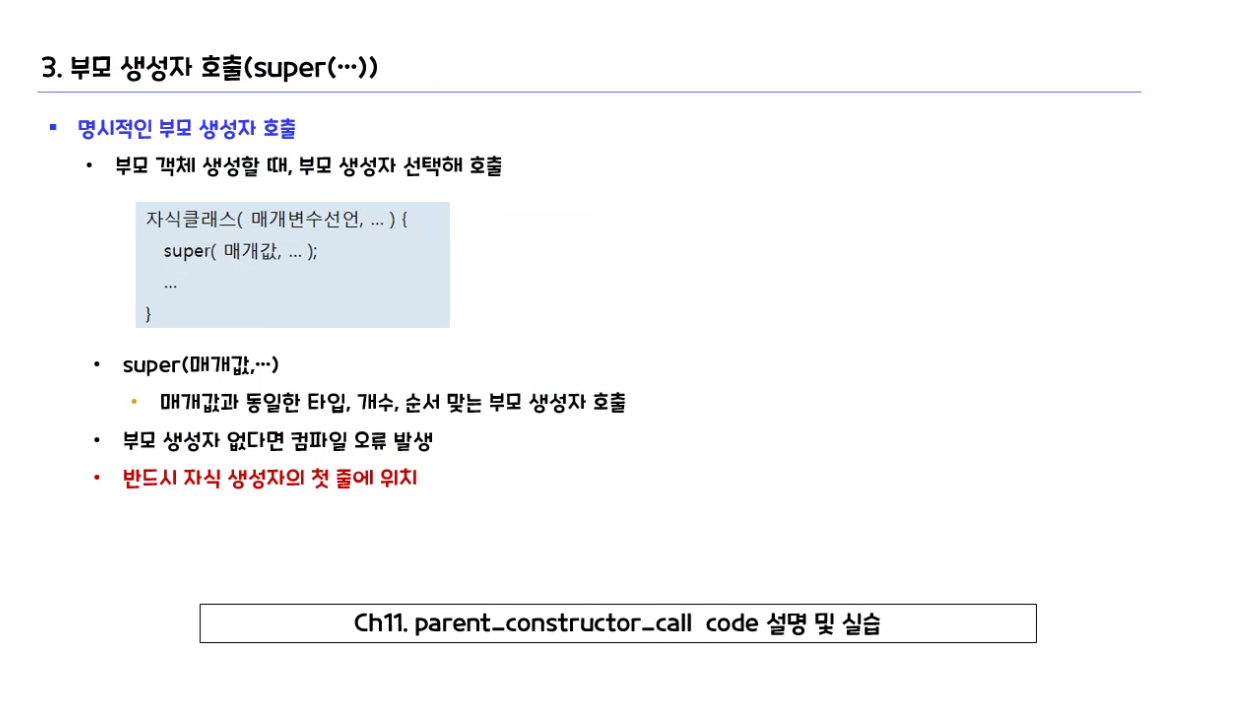 3. 부모 생성자 호출(super(…))
▪ 명시적인 부모 생성자 호출
• 부모 객체 생성할 때, 부모 생성자 선택해 호출
자식클래스( 매개변수선언, ... ) {
super( 매개값, ... );
...
}
• super(매개값,…)
• 매개값과 동일한 타입, 개수, 순서 맞는 부모 생성자 호출
• 부모 생성자 없다면 컴파일 오류 발생
• 반드시 자식 생성자의 첫 줄에 위치
Ch11. parent_constructor_call code 설명 및 실습